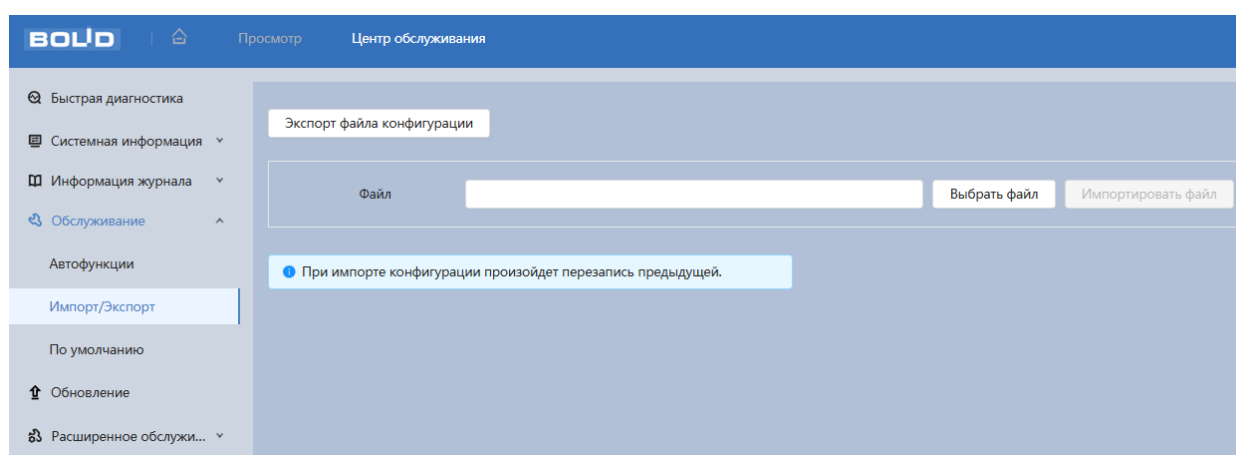 BOLID Просмотр Центр обслуживания
Быстрая диагностика
Экспорт файла конфигурации
Системная информация
Информация журнала
Файл Выбрать файл Импортировать файл
Обслуживание
Автофункции
При импорте конфигурации произойдет перезапись предыдущей.
Импорт/Экспорт
По умолчанию
Обновление
Расширенное обслужи...